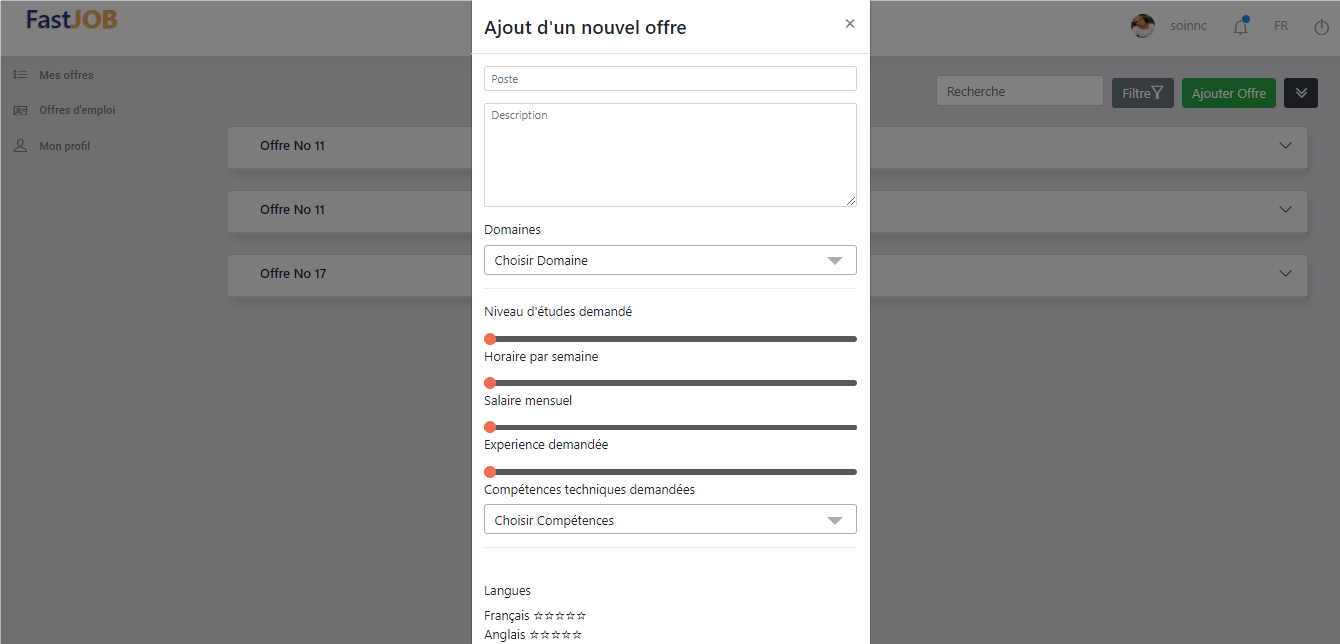 FastJOB
soinnc
FR
Mes offres
Offres d'emploi
Mon profil
Recherche
Filtre
Ajouter Offre
Offre No 11
Offre No 11
Offre No 17
Ajout d'un nouvel offre
×
Poste
Description
Domaines
Choisir Domaine
Niveau d'études demandé
Horaire par semaine
Salaire mensuel
Experience demandée
Compétences techniques demandées
Choisir Compétences
Langues
Français ☆☆☆☆☆
Anglais ☆☆☆☆☆